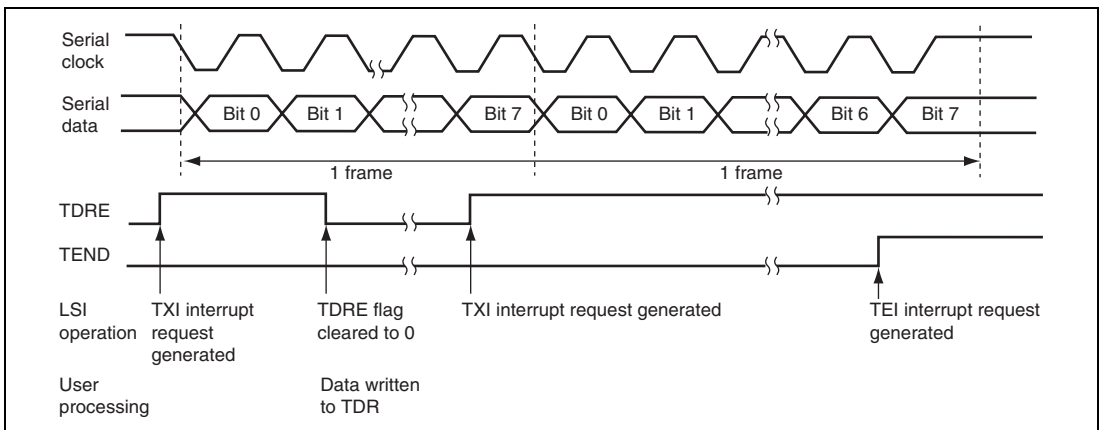 Serial
clock
Serial
data
Bit 0 Bit 1 Bit 7 Bit 0 Bit 1 Bit 6 Bit 7
1 frame 1 frame
TDRE
TEND
LSI
operation
TXI interrupt
request
generated
TDRE flag
cleared to 0
TXI interrupt request generated
TEI interrupt request
generated
User
processing
Data written
to TDR